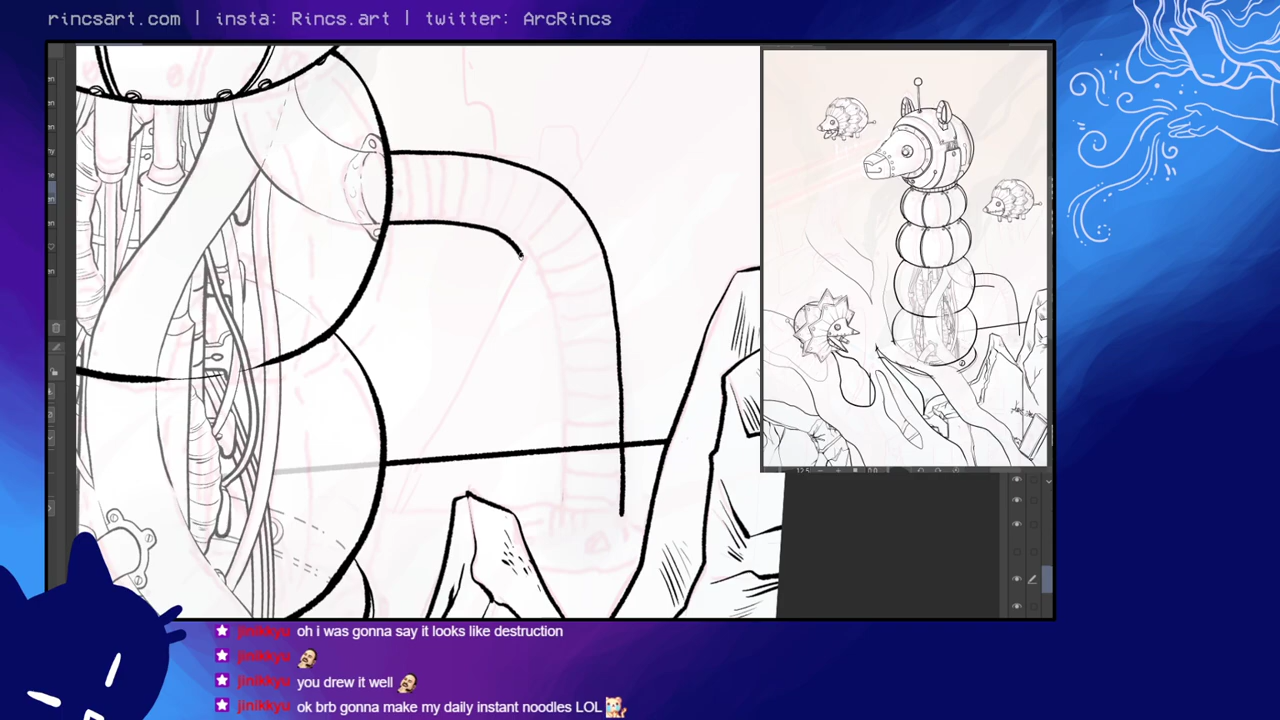 rincsart.com | insta: Rincs.art | twitter: ArcRincs
jinikkyu oh i was gonna say it looks like destruction
jinikkyu
jinikkyu you drew it well
jinikkyu ok brb gonna make my daily instant noodles LOL